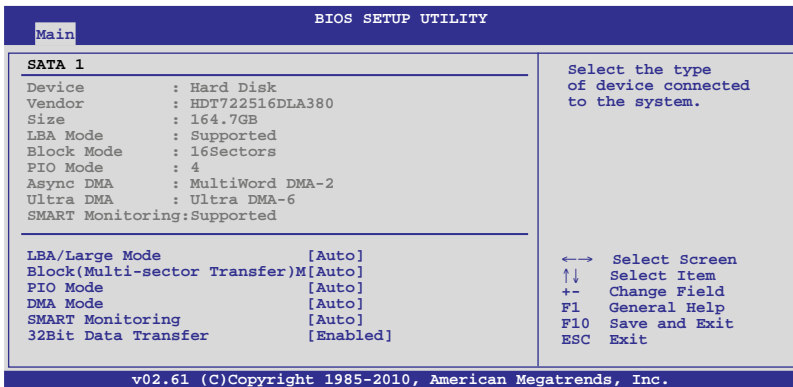 BIOS SETUP UTILITY
Main
SATA 1
Device : Hard Disk
Vendor : HDT722516DLA380
Size : 164.7GB
LBA Mode : Supported
Block Mode : 16Sectors
PIO Mode : 4
Async DMA : MultiWord DMA-2
Ultra DMA : Ultra DMA-6
SMART Monitoring:Supported
LBA/Large Mode [Auto]
Block(Multi-sector Transfer)M[Auto]
PIO Mode [Auto]
DMA Mode [Auto]
SMART Monitoring [Auto]
32Bit Data Transfer [Enabled]
Select the type
of device connected
to the system.
←→ Select Screen
↑↓ Select Item
+- Change Field
F1 General Help
F10 Save and Exit
ESC Exit
v02.61 (C)Copyright 1985-2010, American Megatrends, Inc.